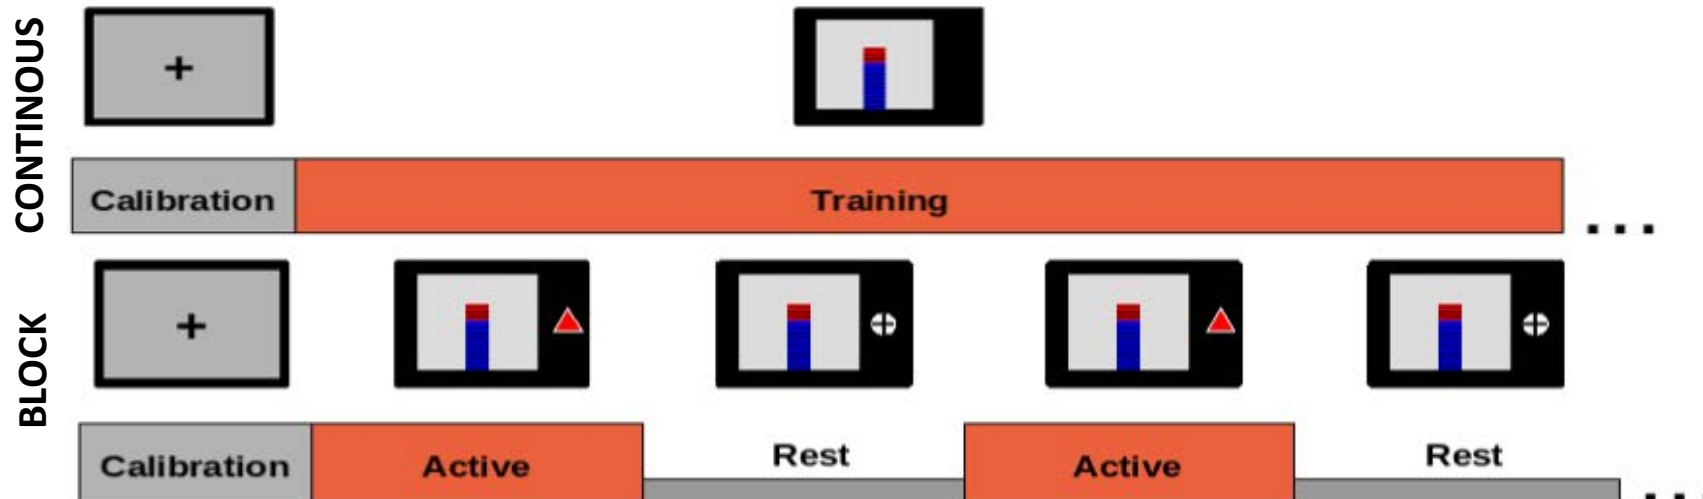 CONTINOUS
Calibration
Training
...
BLOCK
Calibration
Active
Rest
Active
Rest
...